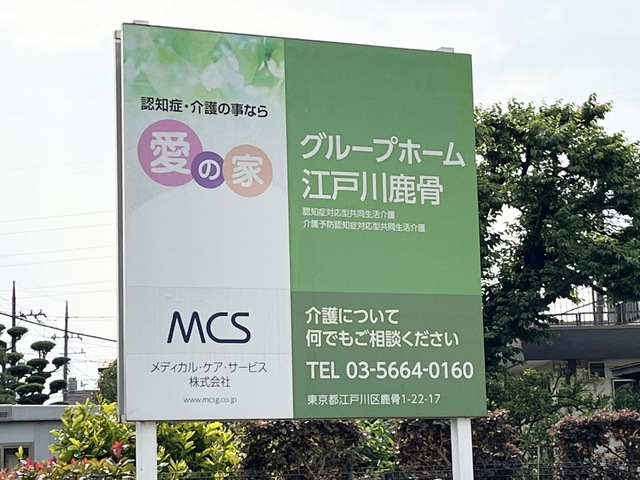 認知症・介護の事なら
愛の家
グループホーム
江戸川鹿骨
認知症対応型共同生活介護
介護予防認知症対応型共同生活介護
MCS
メディカル・ケア・サービス
株式会社
www.mcsg.co.jp
介護について
何でもご相談ください
TEL 03-5664-0160
東京都江戸川区鹿骨1-22-17